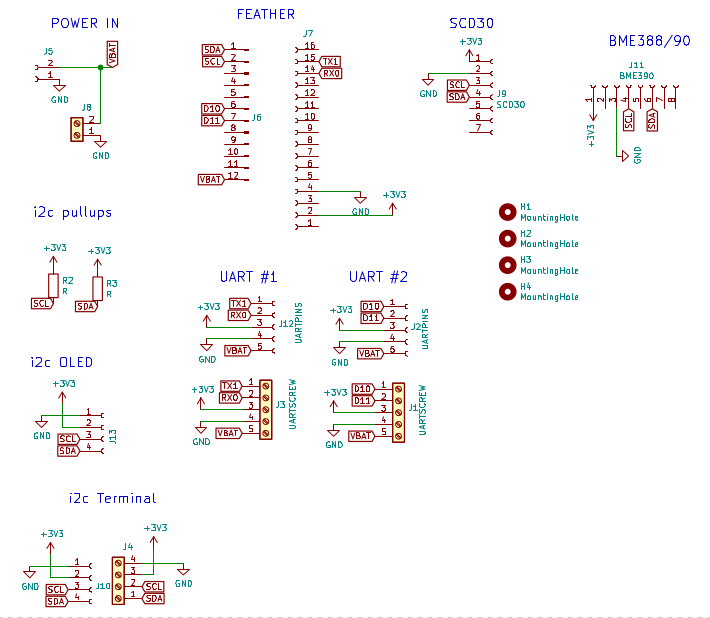 POWER IN
J5
2
1
VBAT
GND
J8
2
1
GND
FEATHER
SDA 1
SCL 2
3
4
5
D10 6
D11 7
8
9
10
11
VBAT 12
J6
J7
16
15 TX1
14 RX0
13
12
11
10
9
8
7
6
5
4
3
2
1
GND
+3V3
SCD30
+3V3
1
2
SCL 3
SDA 4
5
6
7
GND
J9
SCD30
BME388/90
J11
BME390
1 2 3 4 5 6 7 8
+3V3
SCL
SDA
GND
H1
MountingHole
H2
MountingHole
H3
MountingHole
H4
MountingHole
i2c pullups
+3V3
R2
R
SCL
+3V3
R3
R
SDA
UART #1
TX1 1
RX0 2
+3V3
3
4
VBAT 5
GND
J12
UARTPINS
TX1 1
RX0 2
+3V3
3
4
VBAT 5
GND
J3
UARTSCREW
UART #2
D10 1
D11 2
+3V3
3
4
VBAT 5
GND
J2
UARTPINS
D10 1
D11 2
+3V3
3
4
VBAT 5
GND
J1
UARTSCREW
i2c OLED
+3V3
1
2
SCL 3
SDA 4
GND
J13
i2c Terminal
+3V3
1
2
SCL 3
SDA 4
GND
J10
J4
+3V3
4
3
2 SCL
1 SDA
GND